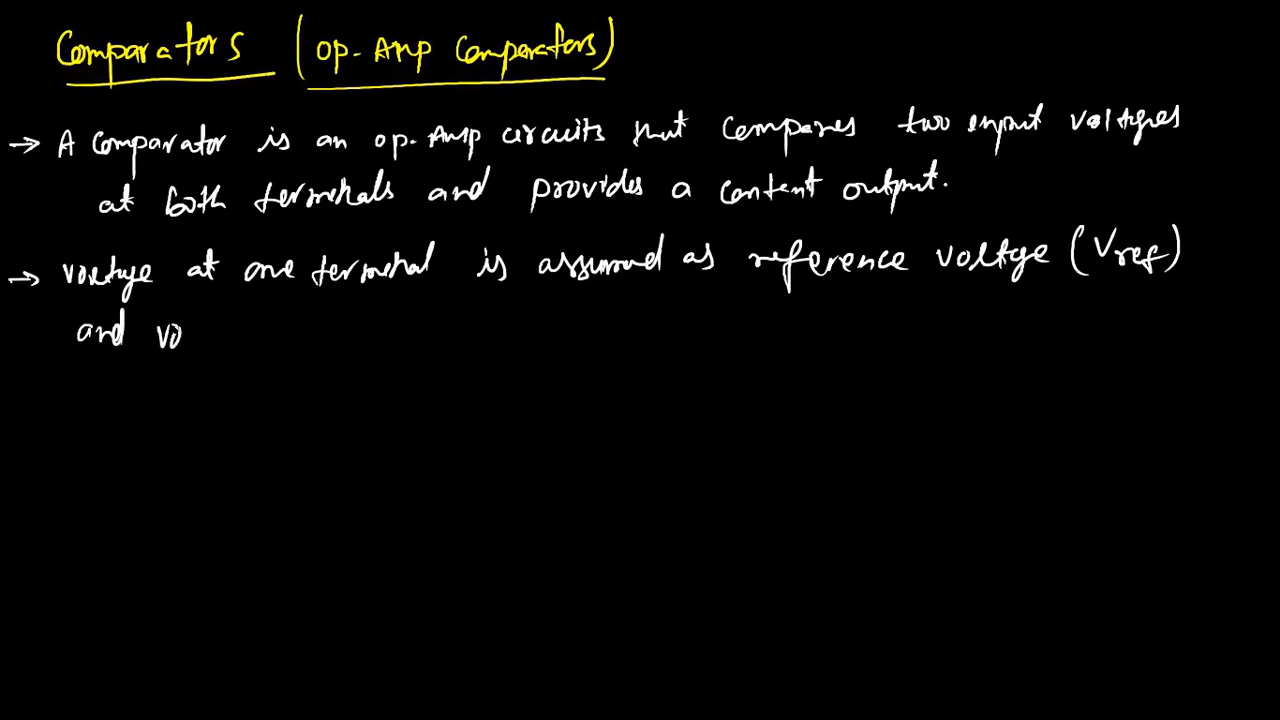 Comparators (op-Amp Comparators)
→ A Comparator is an op-Amp circuits that compares two input voltages
at both terminals and provides a content output.
→ voltage at one terminal is assumed as reference voltage (Vref)
and vo